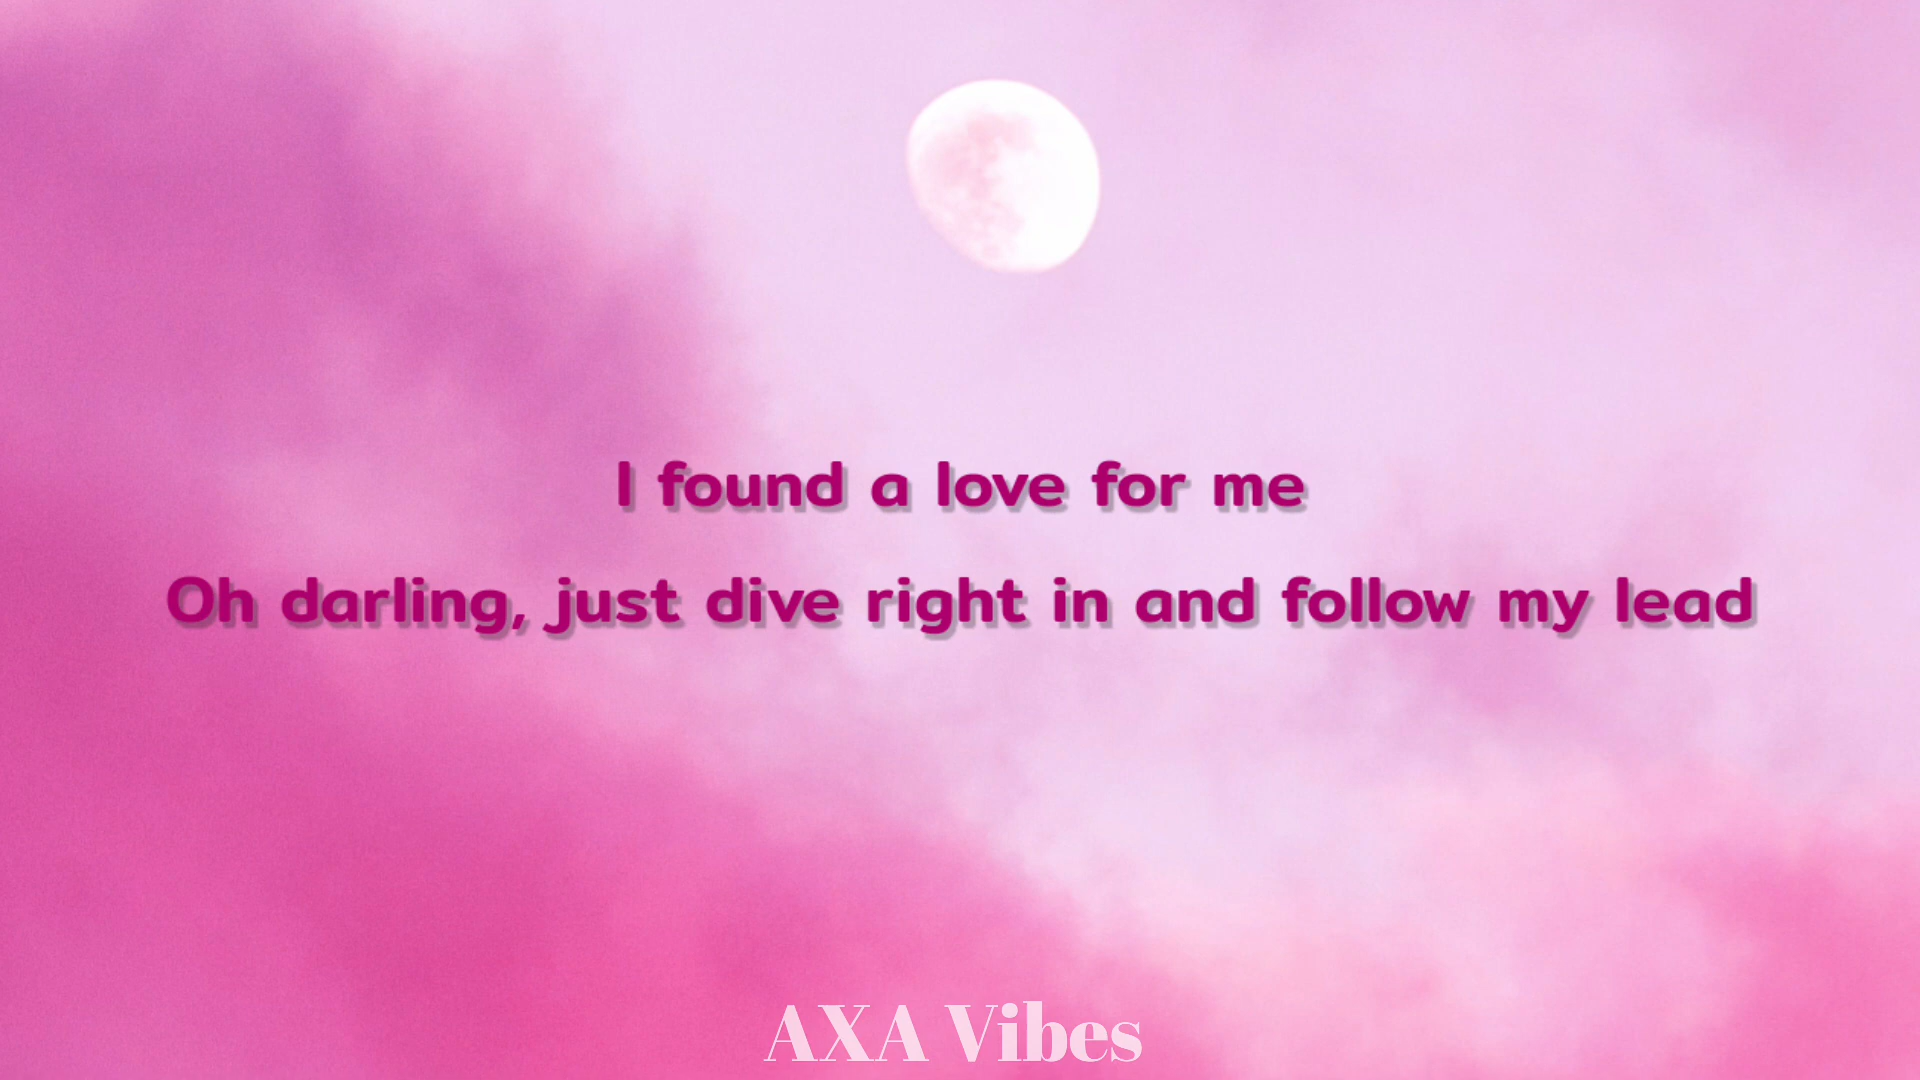 I found a love for me
Oh darling, just dive right in and follow my lead
AXA Vibes